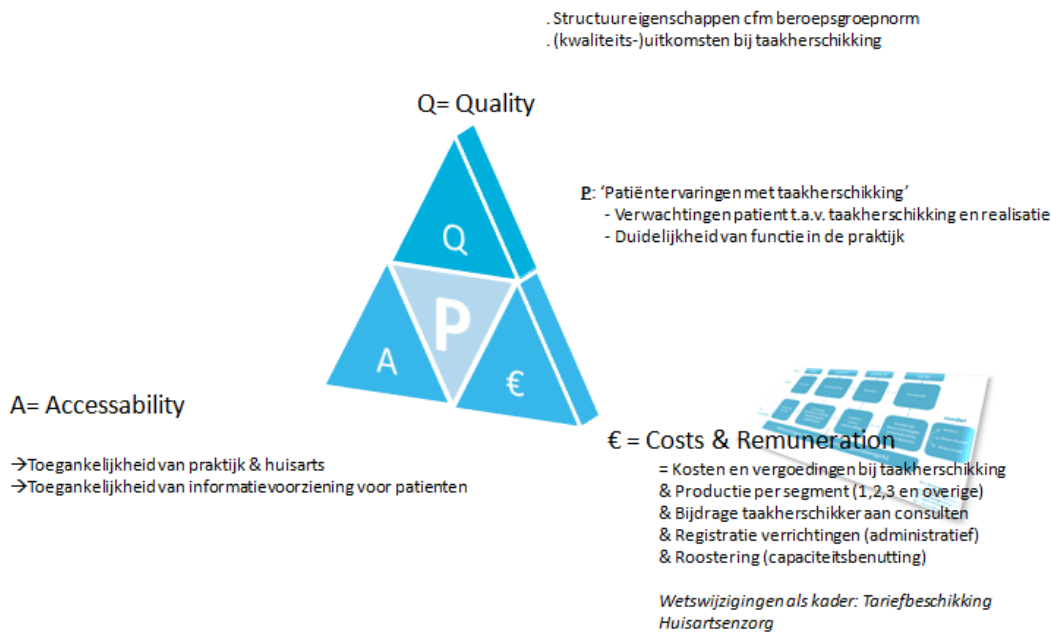 . Structuureigenschappen cfm beroepsgroepnorm
. (kwaliteits-)uitkomsten bij taakherschikking
Q= Quality
P: ‘Patiëntervaringen met taakherschikking’
- Verwachtingen patient t.a.v. taakherschikking en realisatie
- Duidelijkheid van functie in de praktijk
Q
P
A
€
A= Accessability
→Toegankelijkheid van praktijk & huisarts
→Toegankelijkheid van informatievoorziening voor patienten
€ = Costs & Remuneration
= Kosten en vergoedingen bij taakherschikking
& Productie per segment (1,2,3 en overige)
& Bijdrage taakherschikker aan consulten
& Registratie verrichtingen (administratief)
& Roostering (capaciteitsbenutting)
Wetswijzigingen als kader: Tariefbeschikking
Huisartsenzorg